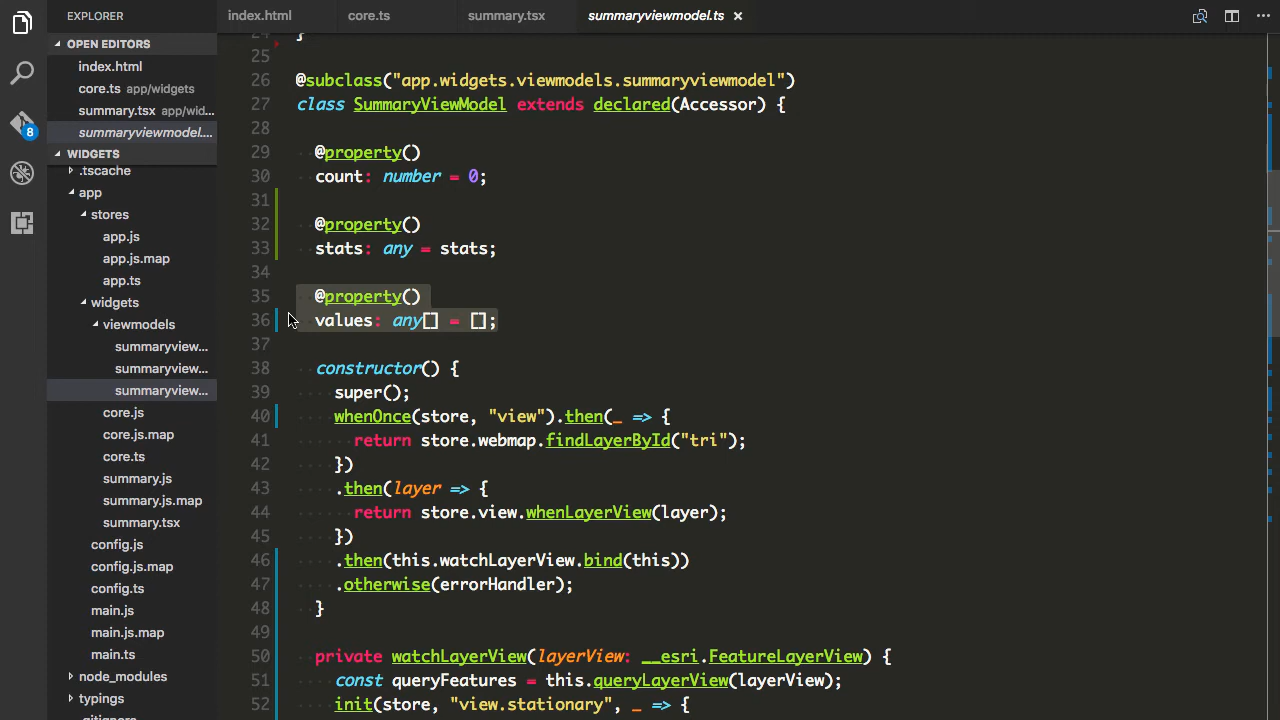 EXPLORER
OPEN EDITORS
index.html
core.ts app/widgets
summary.tsx app/wid...
summaryviewmodel....
WIDGETS
.tscache
app
stores
app.js
app.js.map
app.ts
widgets
viewmodels
summaryview...
summaryview...
summaryview...
core.js
core.js.map
core.ts
summary.js
summary.js.map
summary.tsx
config.js
config.js.map
config.ts
main.js
main.js.map
main.ts
node_modules
typings
.gitignore
8
index.html core.ts summary.tsx summaryviewmodel.ts ×
24 }
25
26 @subclass("app.widgets.viewmodels.summaryviewmodel")
27 class SummaryViewModel extends declared(Accessor) {
28
29 @property()
30 count: number = 0;
31
32 @property()
33 stats: any = stats;
34
35 @property()
36 values: any[] = [];
37
38 constructor() {
39 super();
40 whenOnce(store, "view").then(_ => {
41 return store.webmap.findLayerById("tri");
42 })
43 .then(layer => {
44 return store.view.whenLayerView(layer);
45 })
46 .then(this.watchLayerView.bind(this))
47 .otherwise(errorHandler);
48 }
49
50 private watchLayerView(layerView: __esri.FeatureLayerView) {
51 const queryFeatures = this.queryLayerView(layerView);
52 init(store, "view.stationary", _ => {